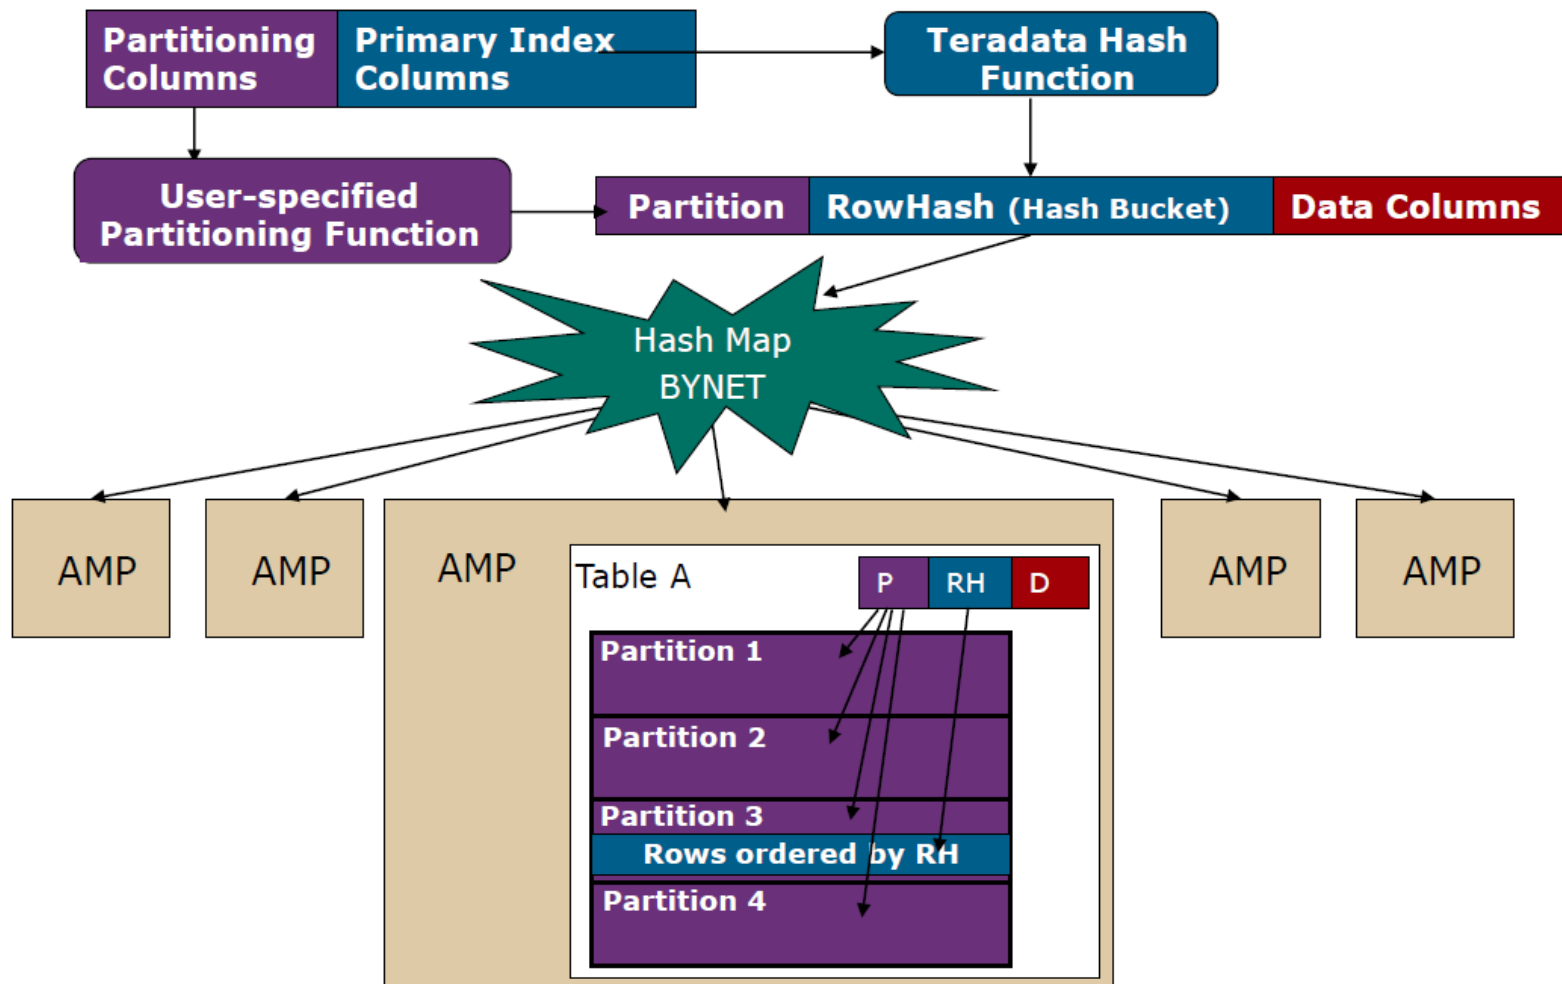 Partitioning
Columns
Primary Index
Columns
Teradata Hash
Function
User-specified
Partitioning Function
Partition
RowHash (Hash Bucket)
Data Columns
Hash Map
BYNET
AMP
AMP
AMP
AMP
AMP
Table A
P
RH
D
Partition 1
Partition 2
Partition 3
Rows ordered by RH
Partition 4